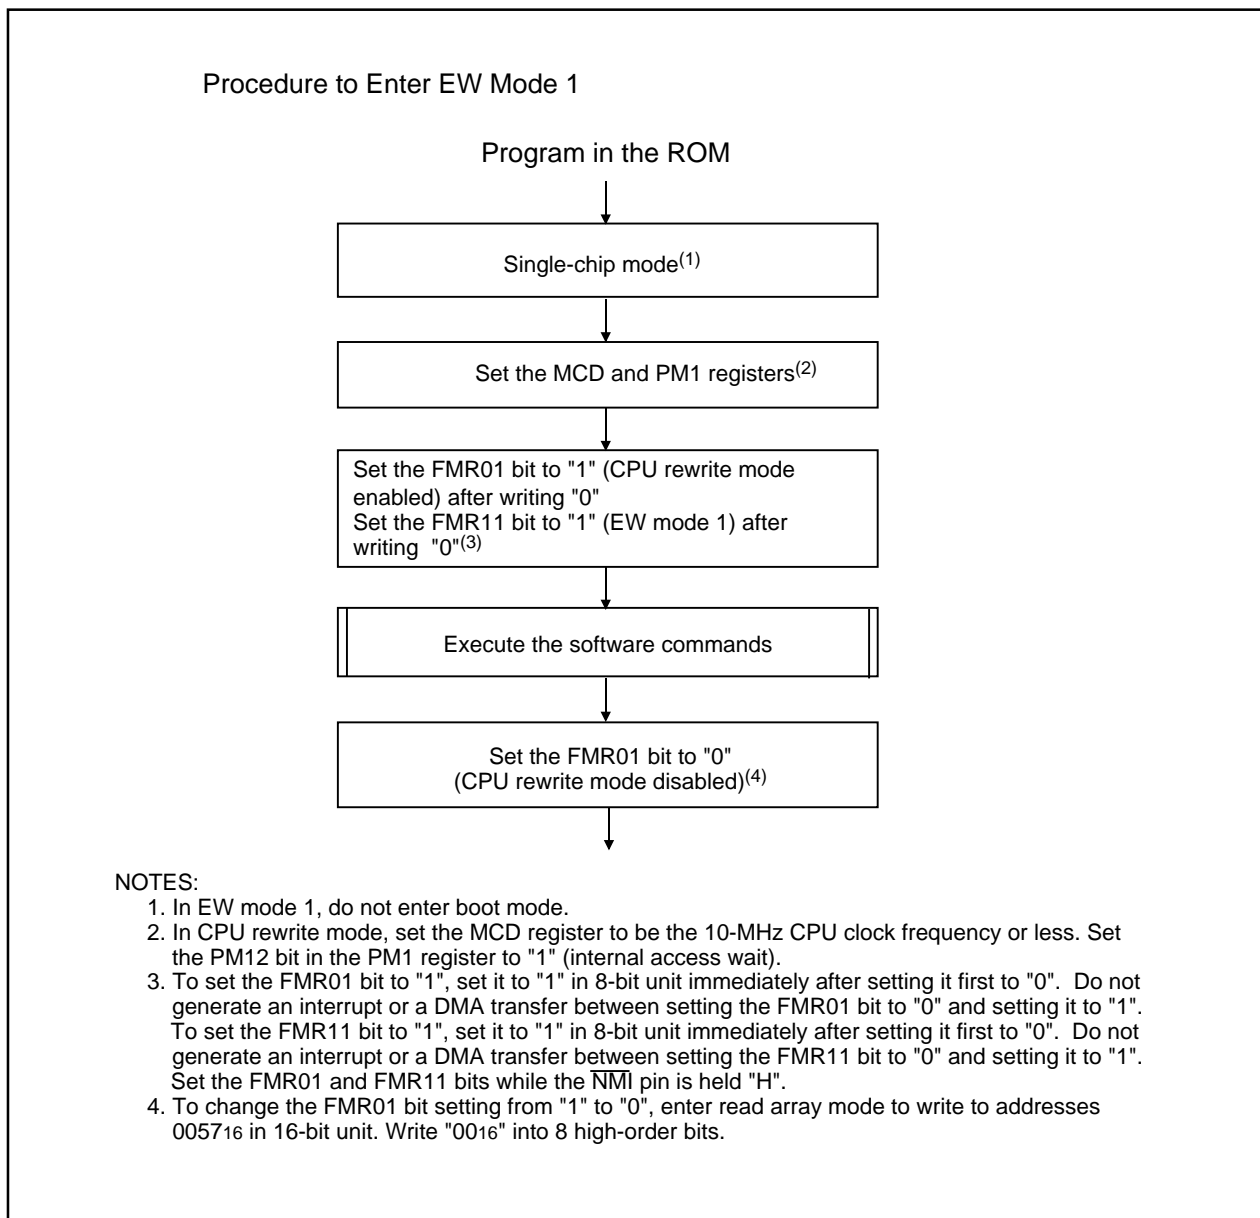 Procedure to Enter EW Mode 1
Program in the ROM
Single-chip mode(1)
Set the MCD and PM1 registers(2)
Set the FMR01 bit to "1" (CPU rewrite mode
enabled) after writing "0"
Set the FMR11 bit to "1" (EW mode 1) after
writing "0"(3)
Execute the software commands
Set the FMR01 bit to "0"
(CPU rewrite mode disabled)(4)
NOTES:
1. In EW mode 1, do not enter boot mode.
2. In CPU rewrite mode, set the MCD register to be the 10-MHz CPU clock frequency or less. Set
the PM12 bit in the PM1 register to "1" (internal access wait).
3. To set the FMR01 bit to "1", set it to "1" in 8-bit unit immediately after setting it first to "0". Do not
generate an interrupt or a DMA transfer between setting the FMR01 bit to "0" and setting it to "1".
To set the FMR11 bit to "1", set it to "1" in 8-bit unit immediately after setting it first to "0". Do not
generate an interrupt or a DMA transfer between setting the FMR11 bit to "0" and setting it to "1".
Set the FMR01 and FMR11 bits while the N̅M̅I̅ pin is held "H".
4. To change the FMR01 bit setting from "1" to "0", enter read array mode to write to addresses
005716 in 16-bit unit. Write "0016" into 8 high-order bits.